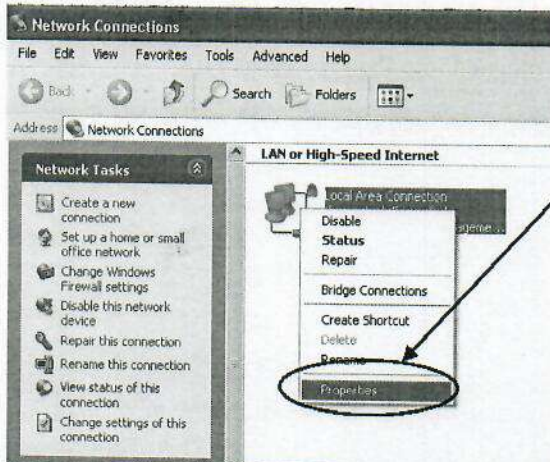 Network Connections
File Edit View Favorites Tools Advanced Help
Back Search Folders
Address Network Connections
Network Tasks
Create a new
connection
Set up a home or small
office network
Change Windows
Firewall settings
Disable this network
device
Repair this connection
Rename this connection
View status of this
connection
Change settings of this
connection
LAN or High-Speed Internet
Local Area Connection
Disable
Status
Repair
Bridge Connections
Create Shortcut
Delete
Rename
Properties